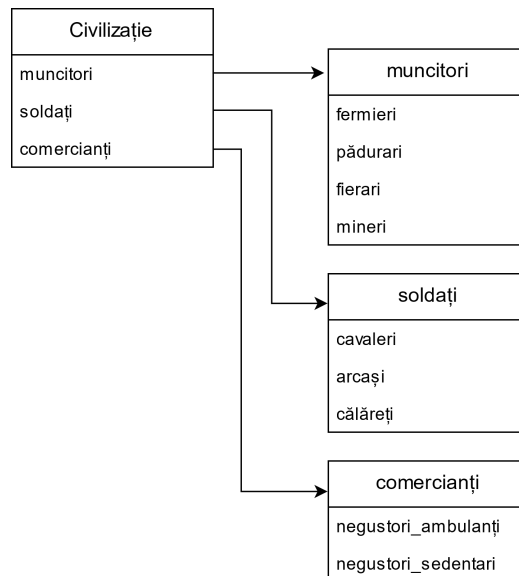 Civilizație
muncitori
soldați
comercianți
muncitori
fermieri
pădurari
fierari
mineri
soldați
cavaleri
arcași
călăreți
comercianți
negustori_ambulanți
negustori_sedentari